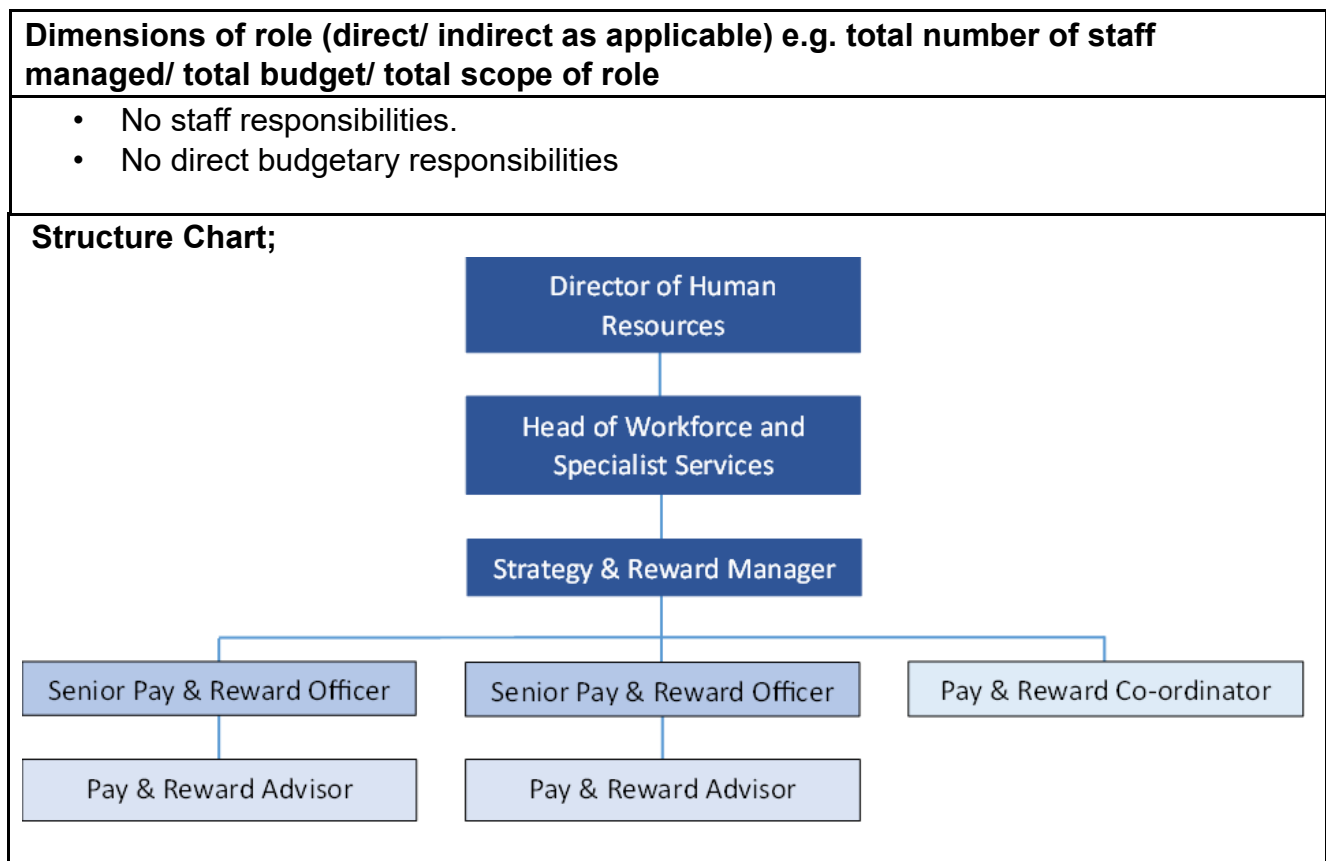 Dimensions of role (direct/ indirect as applicable) e.g. total number of staff
managed/ total budget/ total scope of role
• No staff responsibilities.
• No direct budgetary responsibilities
Structure Chart;
Director of Human
Resources
Head of Workforce and
Specialist Services
Strategy & Reward Manager
Senior Pay & Reward Officer
Senior Pay & Reward Officer
Pay & Reward Co-ordinator
Pay & Reward Advisor
Pay & Reward Advisor